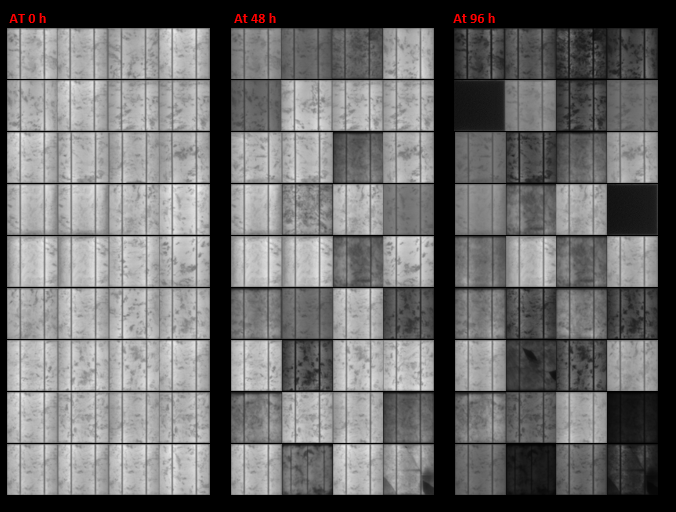 AT 0 h
At 48 h
At 96 h